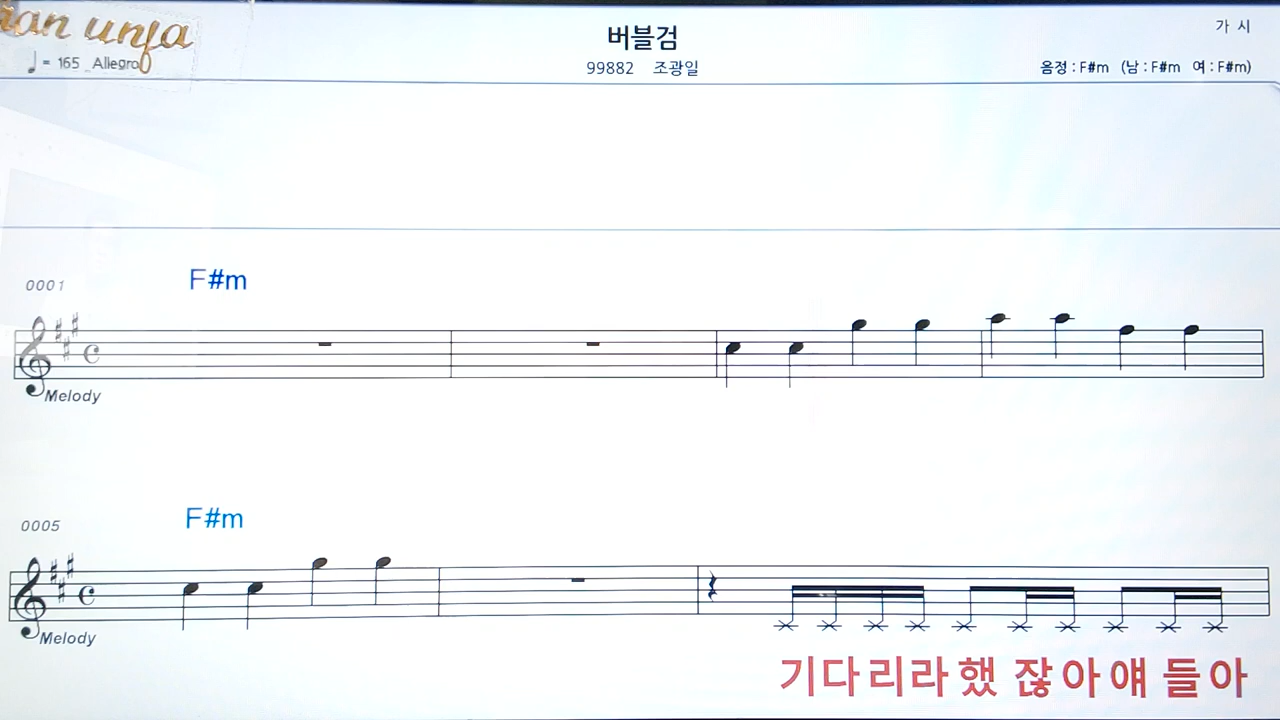 unja
♩ = 165 Allegro
버블검
99882 조광일
가 시
음정 : F#m (남 : F#m 여 : F#m)
0001
F#m
Melody
0005
F#m
Melody
기다리라했 잖아얘 들아